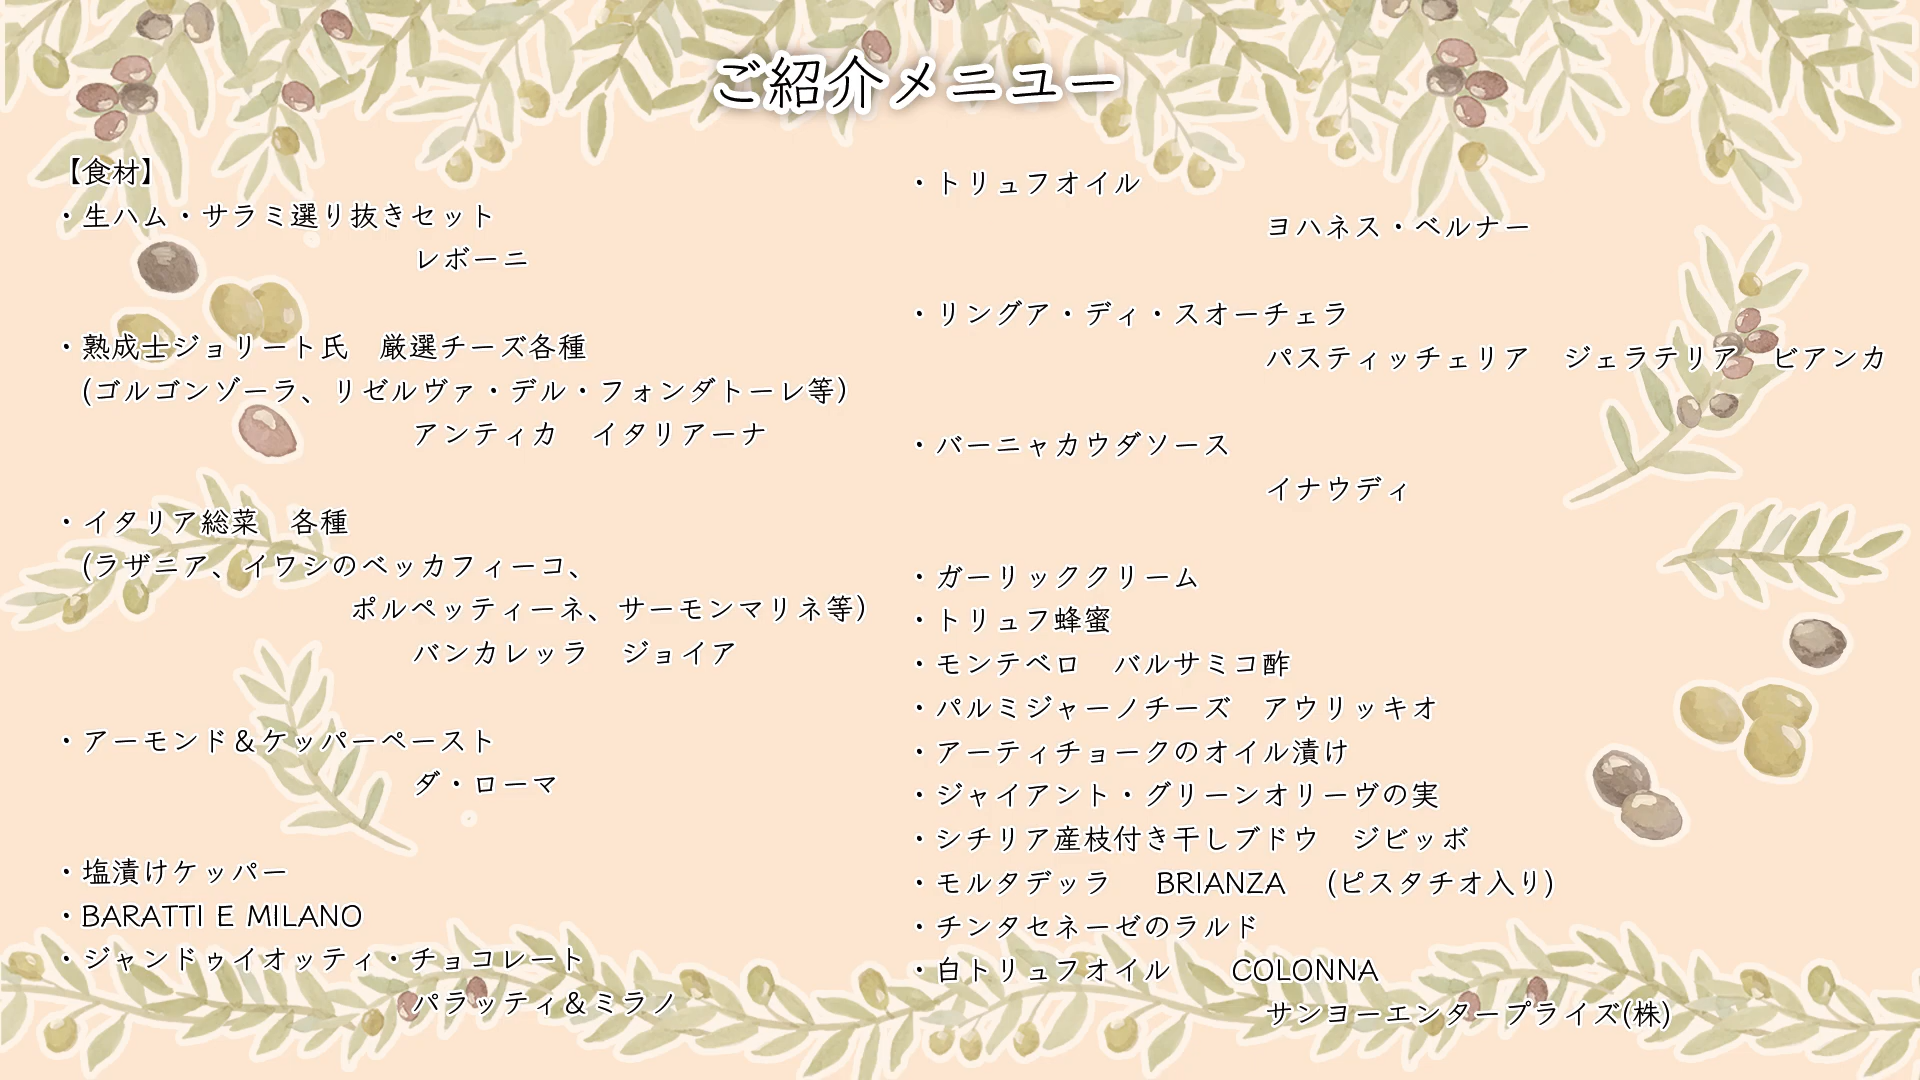 ご紹介メニュー
【食材】
・生ハム・サラミ選り抜きセット
レボーニ
・熟成士ジョリート氏　厳選チーズ各種
(ゴルゴンゾーラ、リゼルヴァ・デル・フォンダトーレ等)
アンティカ　イタリアーナ
・イタリア総菜　各種
(ラザニア、イワシのベッカフィーコ、
ポルペッティーネ、サーモンマリネ等)
バンカレッラ　ジョイア
・アーモンド＆ケッパーペースト
ダ・ローマ
・塩漬けケッパー
・BARATTI E MILANO
・ジャンドゥイオッティ・チョコレート
パラッティ＆ミラノ
・トリュフオイル
ヨハネス・ベルナー
・リングア・ディ・スオーチェラ
パスティッチェリア　ジェラテリア　ビアンカ
・バーニャカウダソース
イナウディ
・ガーリッククリーム
・トリュフ蜂蜜
・モンテベロ　バルサミコ酢
・パルミジャーノチーズ　アウリッキオ
・アーティチョークのオイル漬け
・ジャイアント・グリーンオリーヴの実
・シチリア産枝付き干しブドウ　ジビッボ
・モルタデッラ　BRIANZA　(ピスタチオ入り)
・チンタセネーゼのラルド
・白トリュフオイル　COLONNA
サンヨーエンタープライズ(株)